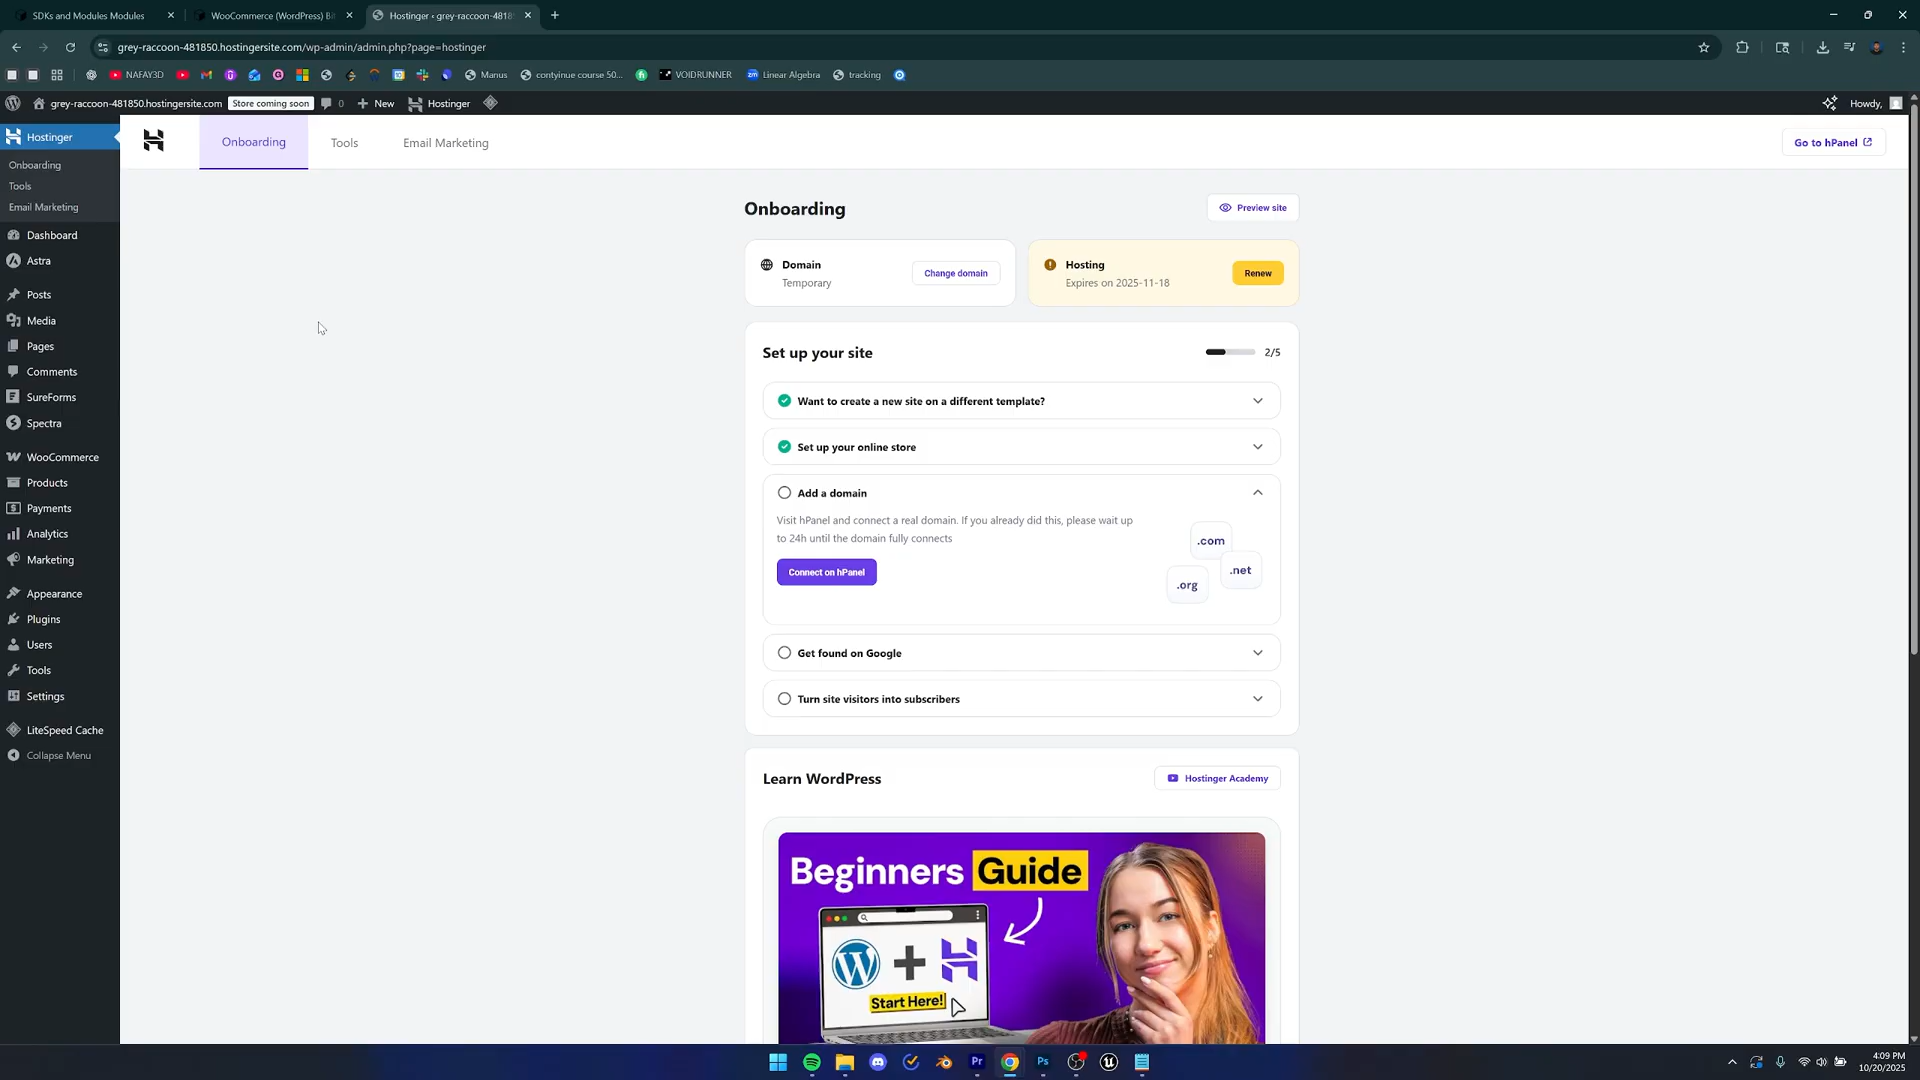 SDKs and Modules Modules
WooCommerce (WordPress) Bi
Hostinger ‹ grey-raccoon-4818
grey-raccoon-481850.hostingersite.com/wp-admin/admin.php?page=hostinger
NAFAY3D
Manus
contyinue course 50...
VOIDRUNNER
Linear Algebra
tracking
grey-raccoon-481850.hostingersite.com
Store coming soon
0
New
Hostinger
Howdy,
Hostinger
Onboarding
Tools
Email Marketing
Dashboard
Astra
Posts
Media
Pages
Comments
SureForms
Spectra
WooCommerce
Products
Payments
Analytics
Marketing
Appearance
Plugins
Users
Tools
Settings
LiteSpeed Cache
Collapse Menu
Onboarding
Tools
Email Marketing
Go to hPanel
Onboarding
Preview site
Domain
Temporary
Change domain
Hosting
Expires on 2025-11-18
Renew
Set up your site
2/5
Want to create a new site on a different template?
Set up your online store
Add a domain
Visit hPanel and connect a real domain. If you already did this, please wait up
to 24h until the domain fully connects
Connect on hPanel
.com
.net
.org
Get found on Google
Turn site visitors into subscribers
Learn WordPress
Hostinger Academy
Beginners Guide
Start Here!
4:09 PM
10/20/2025